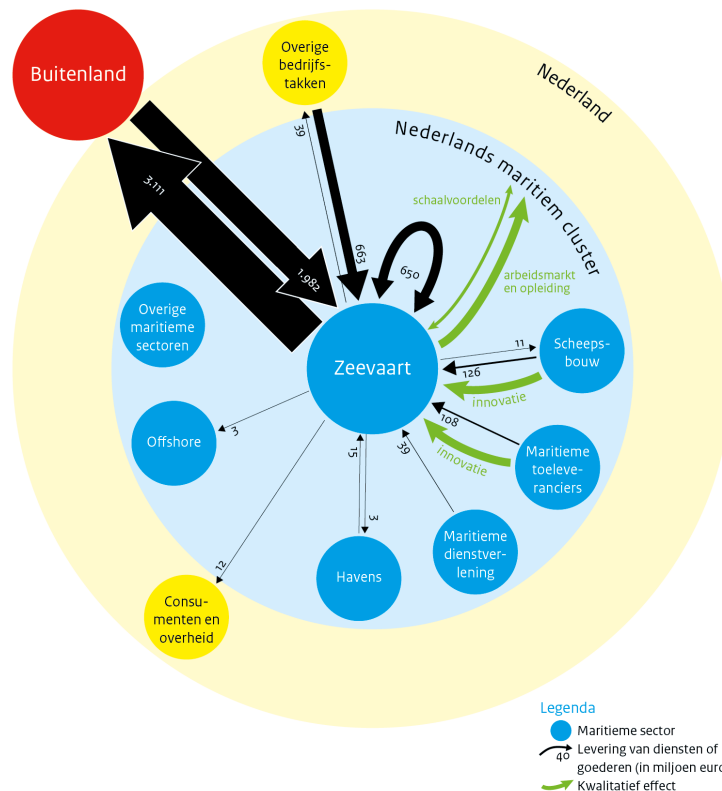 Buitenland
Overige
bedrijfs-
takken
Nederland
Nederlands maritiem cluster
39
3.111
1.982
663
650
schaalvoordelen
arbeidsmarkt
en opleiding
Overige
maritieme
sectoren
Zeevaart
11
126
Scheeps-
bouw
innovatie
Offshore
3
108
innovatie
Maritieme
toeleve-
ranciers
15
3
39
Maritieme
dienstver-
lening
Havens
12
Consu-
menten en
overheid
Legenda
Maritieme sector
40
Levering van diensten of
goederen (in miljoen euro
Kwalitatief effect